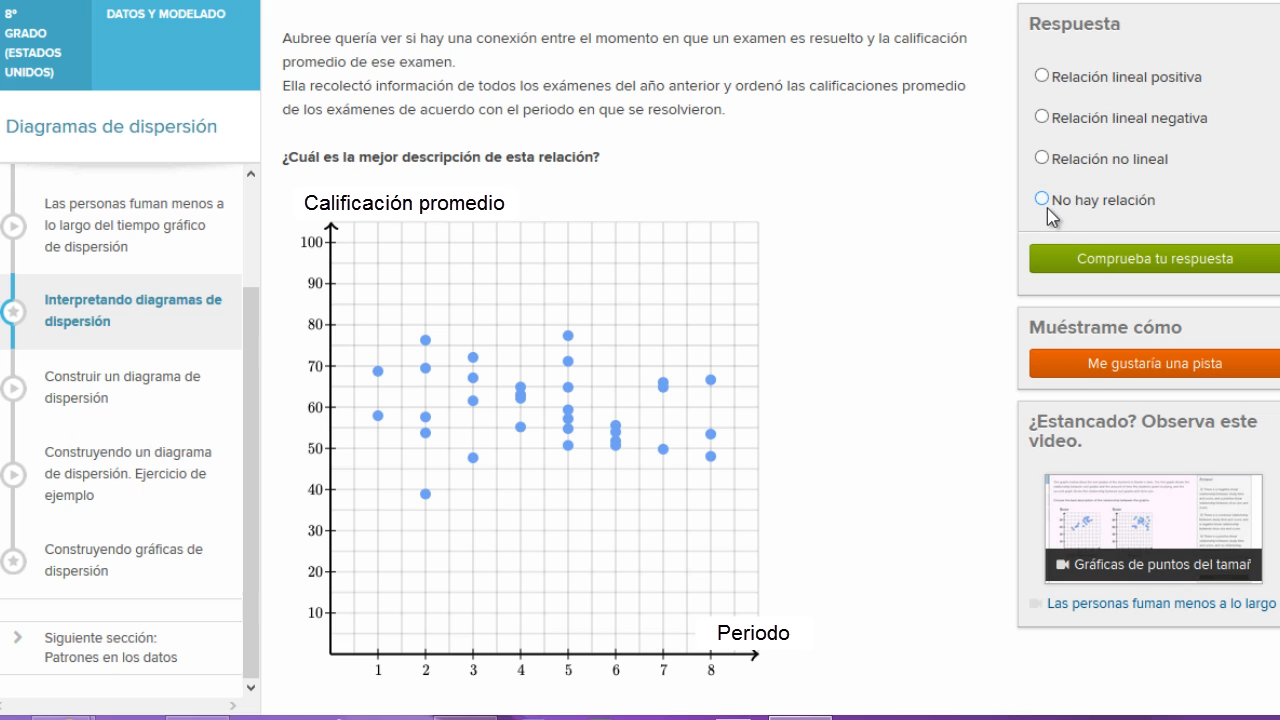 8º
GRADO
(ESTADOS
UNIDOS)
DATOS Y MODELADO
Diagramas de dispersión
Las personas fuman menos a
lo largo del tiempo gráfico
de dispersión
Interpretando diagramas de
dispersión
Construir un diagrama de
dispersión
Construyendo un diagrama
de dispersión. Ejercicio de
ejemplo
Construyendo gráficas de
dispersión
Siguiente sección:
Patrones en los datos
Aubree quería ver si hay una conexión entre el momento en que un examen es resuelto y la calificación
promedio de ese examen.
Ella recolectó información de todos los exámenes del año anterior y ordenó las calificaciones promedio
de los exámenes de acuerdo con el periodo en que se resolvieron.
¿Cuál es la mejor descripción de esta relación?
Calificación promedio
100
90
80
70
60
50
40
30
20
10
Periodo
1 2 3 4 5 6 7 8
Respuesta
Relación lineal positiva
Relación lineal negativa
Relación no lineal
No hay relación
Comprueba tu respuesta
Muéstrame cómo
Me gustaría una pista
¿Estancado? Observa este
video.
Gráficas de puntos del tamañ
Las personas fuman menos a lo largo